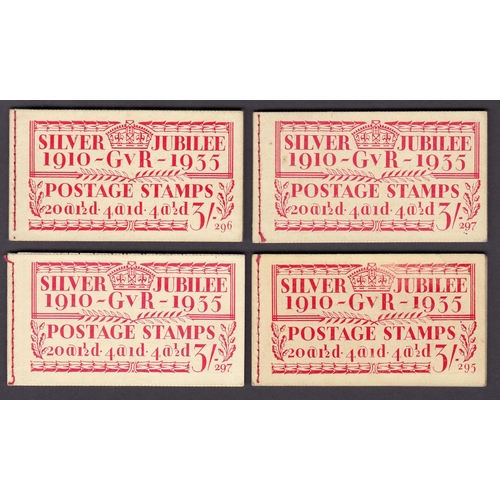 SILVER JUBILEE
1910-GVR-1935
POSTAGE STAMPS
20@1½d· 4@1d· 4@½d 3/-
296
SILVER JUBILEE
1910-GVR-1935
POSTAGE STAMPS
20@1½d· 4@1d· 4@½d 3/-
297
SILVER JUBILEE
1910-GVR-1935
POSTAGE STAMPS
20@1½d· 4@1d· 4@½d 3/-
297
SILVER JUBILEE
1910-GVR-1935
POSTAGE STAMPS
20@1½d· 4@1d· 4@½d 3/-
295